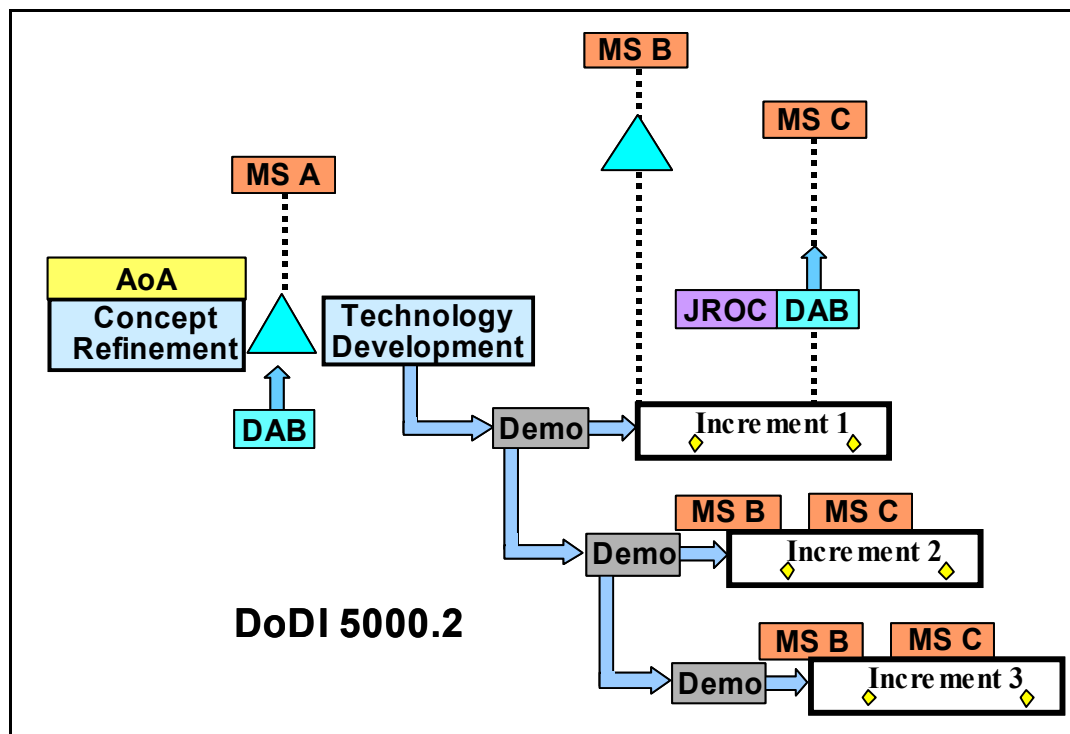 MS B
MS C
MS A
AoA
Concept
Refinement
Technology
Development
JROC
DAB
DAB
Demo
Increment 1
MS B
MS C
Demo
Increment 2
DoDI 5000.2
MS B
MS C
Demo
Increment 3